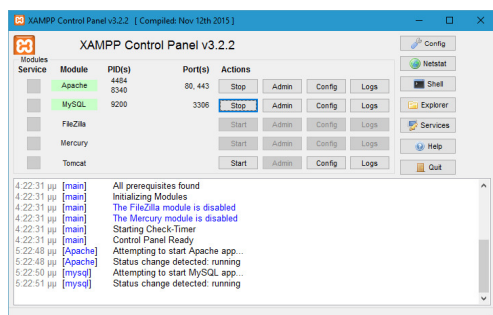 XAMPP Control Panel v3.2.2 [ Compiled: Nov 12th 2015 ]
XAMPP Control Panel v3.2.2
Config
Modules
Service Module PID(s) Port(s) Actions
Netstat
Apache 4484 8340 80, 443 Stop Admin Config Logs
Shell
MySQL 9200 3306 Stop Admin Config Logs
Explorer
FileZilla Start Admin Config Logs
Services
Mercury Start Admin Config Logs
Help
Tomcat Start Admin Config Logs
Quit
4:22:31 μμ [main] All prerequisites found
4:22:31 μμ [main] Initializing Modules
4:22:31 μμ [main] The FileZilla module is disabled
4:22:31 μμ [main] The Mercury module is disabled
4:22:31 μμ [main] Starting Check-Timer
4:22:31 μμ [main] Control Panel Ready
5:22:48 μμ [Apache] Attempting to start Apache app...
5:22:48 μμ [Apache] Status change detected: running
5:22:50 μμ [mysql] Attempting to start MySQL app...
5:22:51 μμ [mysql] Status change detected: running